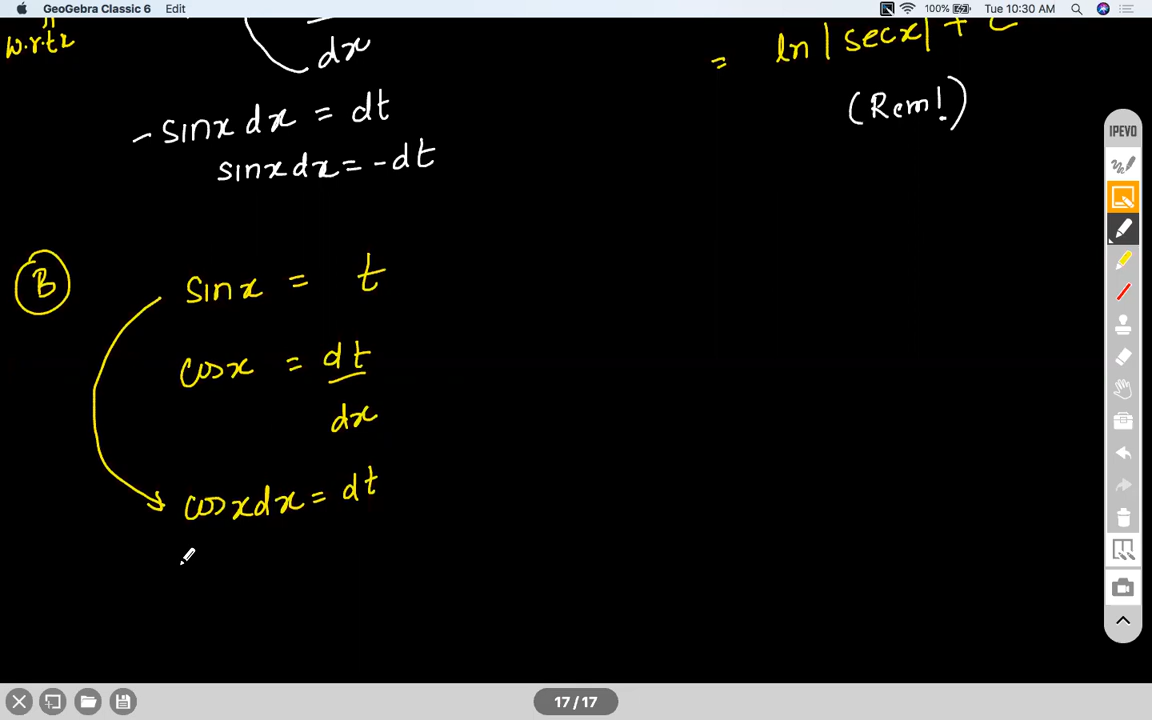 GeoGebra Classic 6 Edit 100% Tue 10:30 AM
w.r.t x
dx
-sinx dx = dt
sinx dx = -dt
= ln |secx| + C
(Rem!)
IPEVO
B sinx = t
cosx = dt
dx
cosx dx = dt
17 / 17